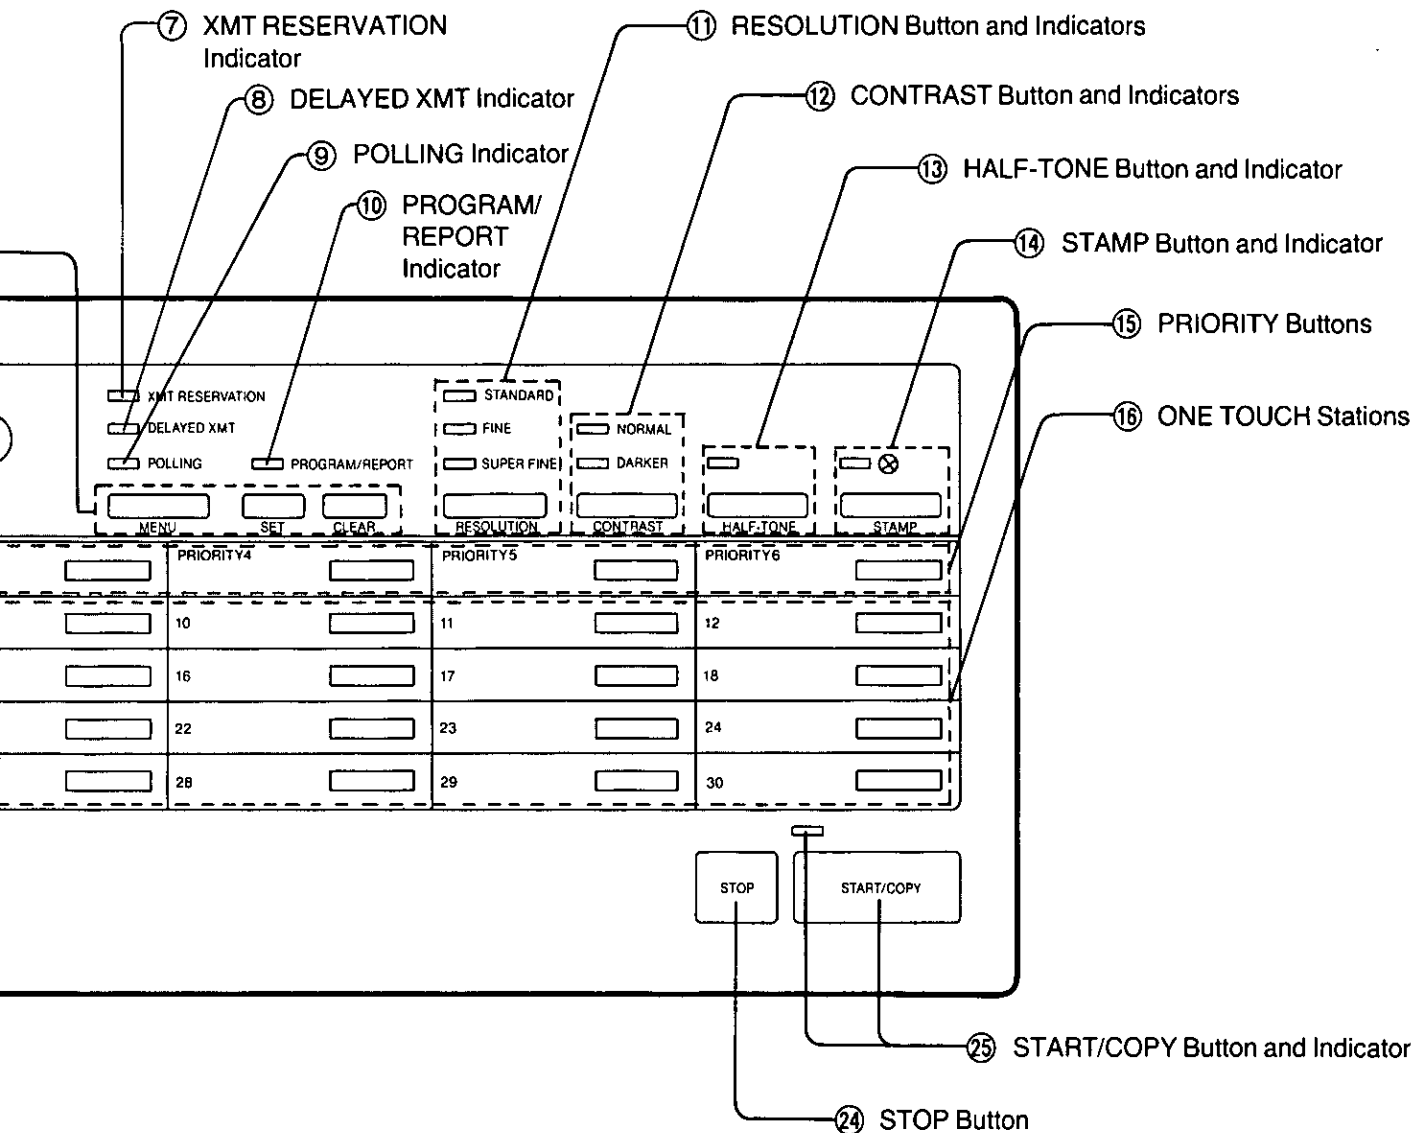 ⑦ XMT RESERVATION
Indicator
⑧ DELAYED XMT Indicator
⑨ POLLING Indicator
⑩ PROGRAM/
REPORT
Indicator
⑪ RESOLUTION Button and Indicators
⑫ CONTRAST Button and Indicators
⑬ HALF-TONE Button and Indicator
⑭ STAMP Button and Indicator
⑮ PRIORITY Buttons
⑯ ONE TOUCH Stations
XMT RESERVATION
DELAYED XMT
POLLING
PROGRAM/REPORT
STANDARD
FINE
SUPER FINE
NORMAL
DARKER
MENU
SET
CLEAR
RESOLUTION
CONTRAST
HALF-TONE
STAMP
PRIORITY4
PRIORITY5
PRIORITY6
10
11
12
16
17
18
22
23
24
28
29
30
STOP
START/COPY
㉕ START/COPY Button and Indicator
㉔ STOP Button